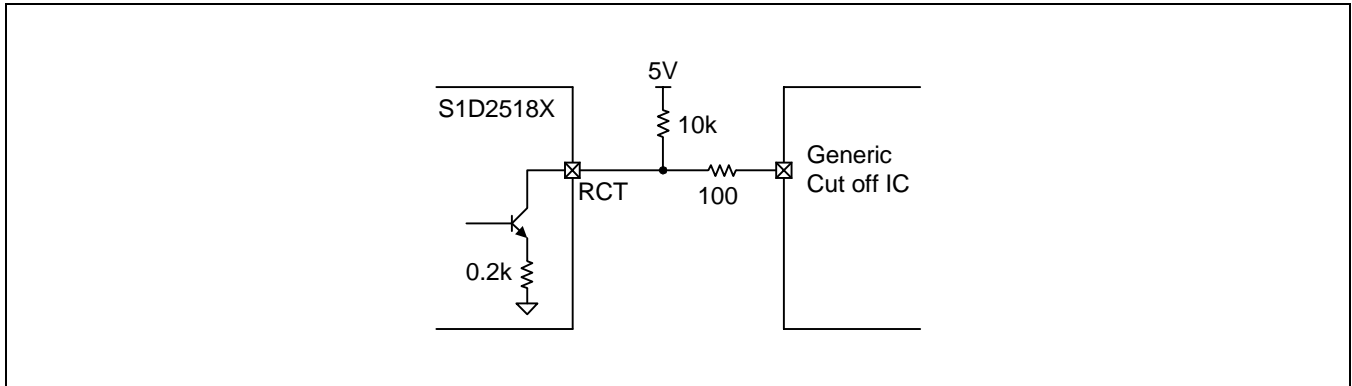 5V
S1D2518X
10k
Generic
Cut off IC
RCT
100
0.2k